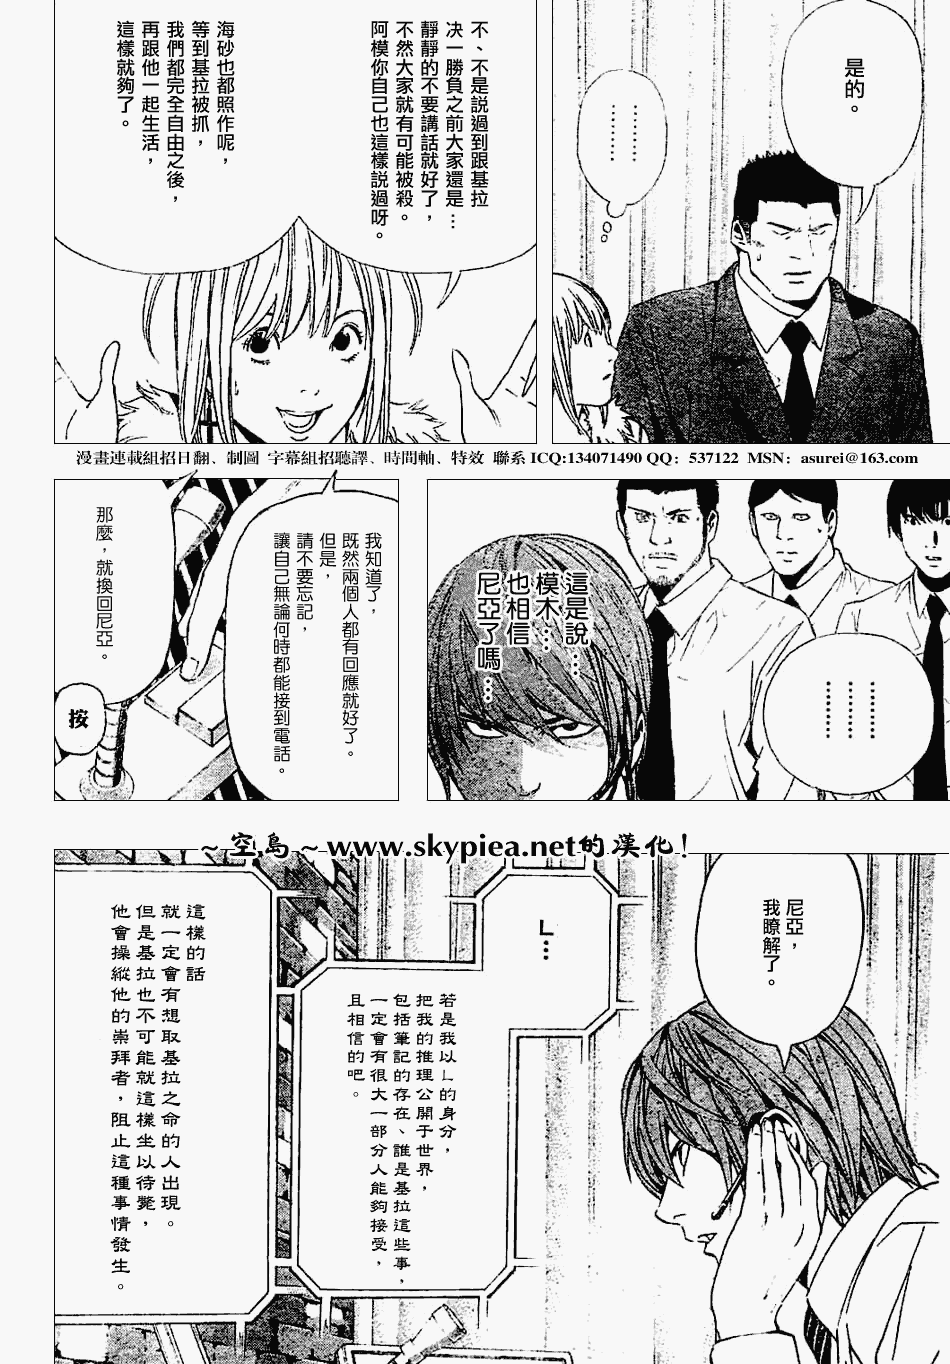 是的。
…………
…………
不、不是説過到跟基拉
決一勝負之前大家還是…
靜靜的不要講話就好了，
不然大家就有可能被殺。
阿模你自己也這樣説過呀。
海砂也都照作呢，
等到基拉被抓，
我們都完全自由之後，
再跟他一起生活，
這樣就夠了。
漫畫連載組招日翻、制圖 字幕組招聽譯、時間軸、特效 聯系ICQ:134071490 QQ：537122 MSN：asurei@163.com
…………
…………
…………
這是説…
模木…
也相信
尼亞了嗎…
我知道了，
既然兩個人都有回應就好了。
但是，
請不要忘記，
讓自己無論何時都能接到電話。
那麼，就換回尼亞。
按
~空島~www.skypiea.net的漢化!
尼亞，
我瞭解了。
L…
若是我以L的身分，
把我的推理公開于世界，
包括筆記的存在、誰是基拉這些事，
一定會有很大一部分人能夠接受，
且相信的吧。
這樣的話
就一定會有想取基拉之命的人出現。
但是基拉也不可能就這樣坐以待斃，
他會操縱他的崇拜者，阻止這種事情發生。